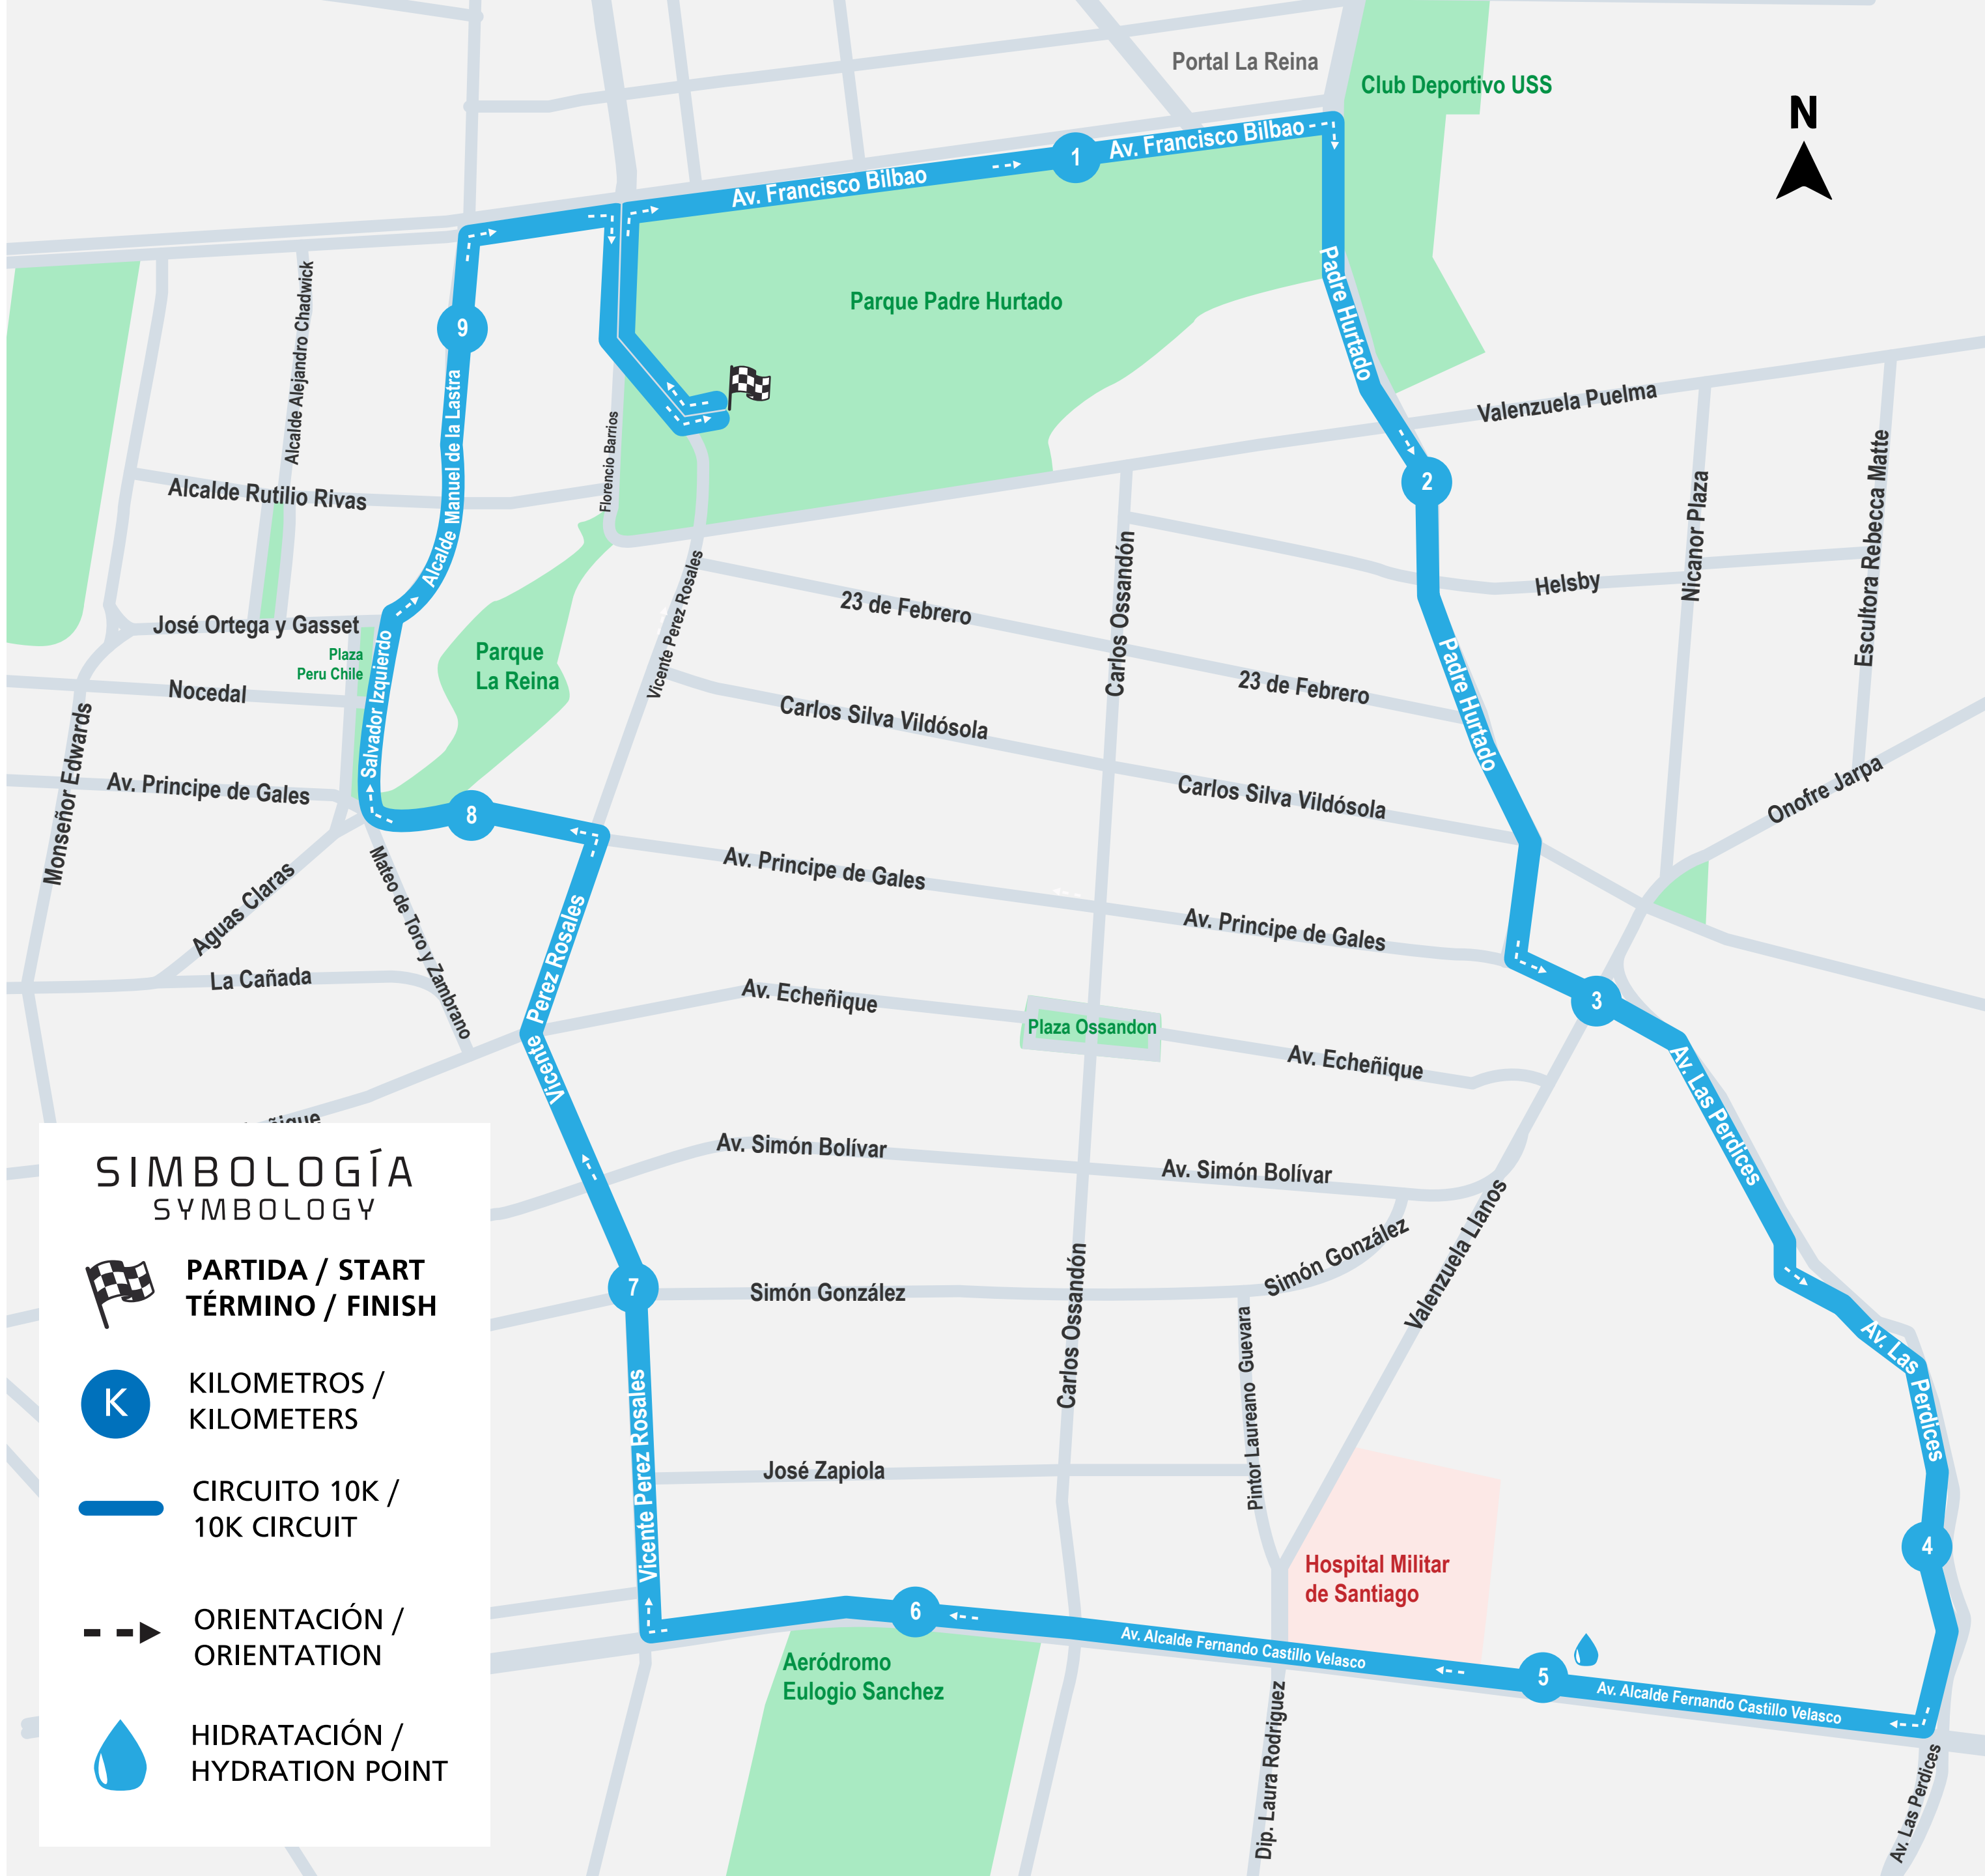 Portal La Reina
Club Deportivo USS
N
1
Av. Francisco Bilbao
Av. Francisco Bilbao
Padre Hurtado
Parque Padre Hurtado
9
Alcalde Alejandro Chadwick
Alcalde Manuel de la Lastra
Florencio Barrios
Alcalde Rutilio Rivas
Valenzuela Puelma
2
Nicanor Plaza
Escultora Rebecca Matte
Helsby
Carlos Ossandón
23 de Febrero
23 de Febrero
Vicente Perez Rosales
José Ortega y Gasset
Plaza
Peru Chile
Parque
La Reina
Salvador Izquierdo
Nocedal
Monseñor Edwards
Carlos Silva Vildósola
Carlos Silva Vildósola
Padre Hurtado
Onofre Jarpa
Av. Principe de Gales
8
Av. Principe de Gales
Av. Principe de Gales
Aguas Claras
Mateo de Toro y Zambrano
La Cañada
Vicente Perez Rosales
Av. Echeñique
Plaza Ossandon
Av. Echeñique
3
Av. Las Perdices
Av. Simón Bolívar
Av. Simón Bolívar
Simón González
Simón González
Valenzuela Llanos
7
Carlos Ossandón
Pintor Laureano Guevara
Av. Las Perdices
Vicente Perez Rosales
José Zapiola
4
Hospital Militar
de Santiago
6
Av. Alcalde Fernando Castillo Velasco
5
Av. Alcalde Fernando Castillo Velasco
Aeródromo
Eulogio Sanchez
Dip. Laura Rodriguez
Av. Las Perdices
SIMBOLOGÍA
SYMBOLOGY
PARTIDA / START
TÉRMINO / FINISH
K
KILOMETROS /
KILOMETERS
CIRCUITO 10K /
10K CIRCUIT
ORIENTACIÓN /
ORIENTATION
HIDRATACIÓN /
HYDRATION POINT